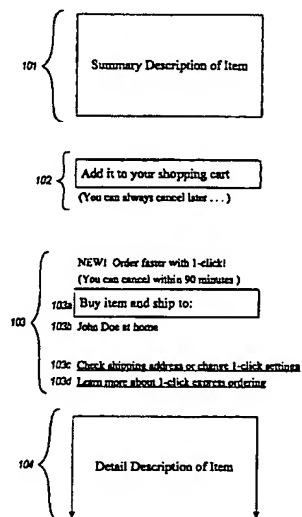 101
Summary Description of Item
102
Add it to your shopping cart
(You can always cancel later . . . )
103
NEW! Order faster with 1-click!
(You can cancel within 90 minutes )
103a Buy item and ship to:
103b John Doe at home
103c Check shipping address or change 1-click settings
103d Learn more about 1-click express ordering
104
Detail Description of Item